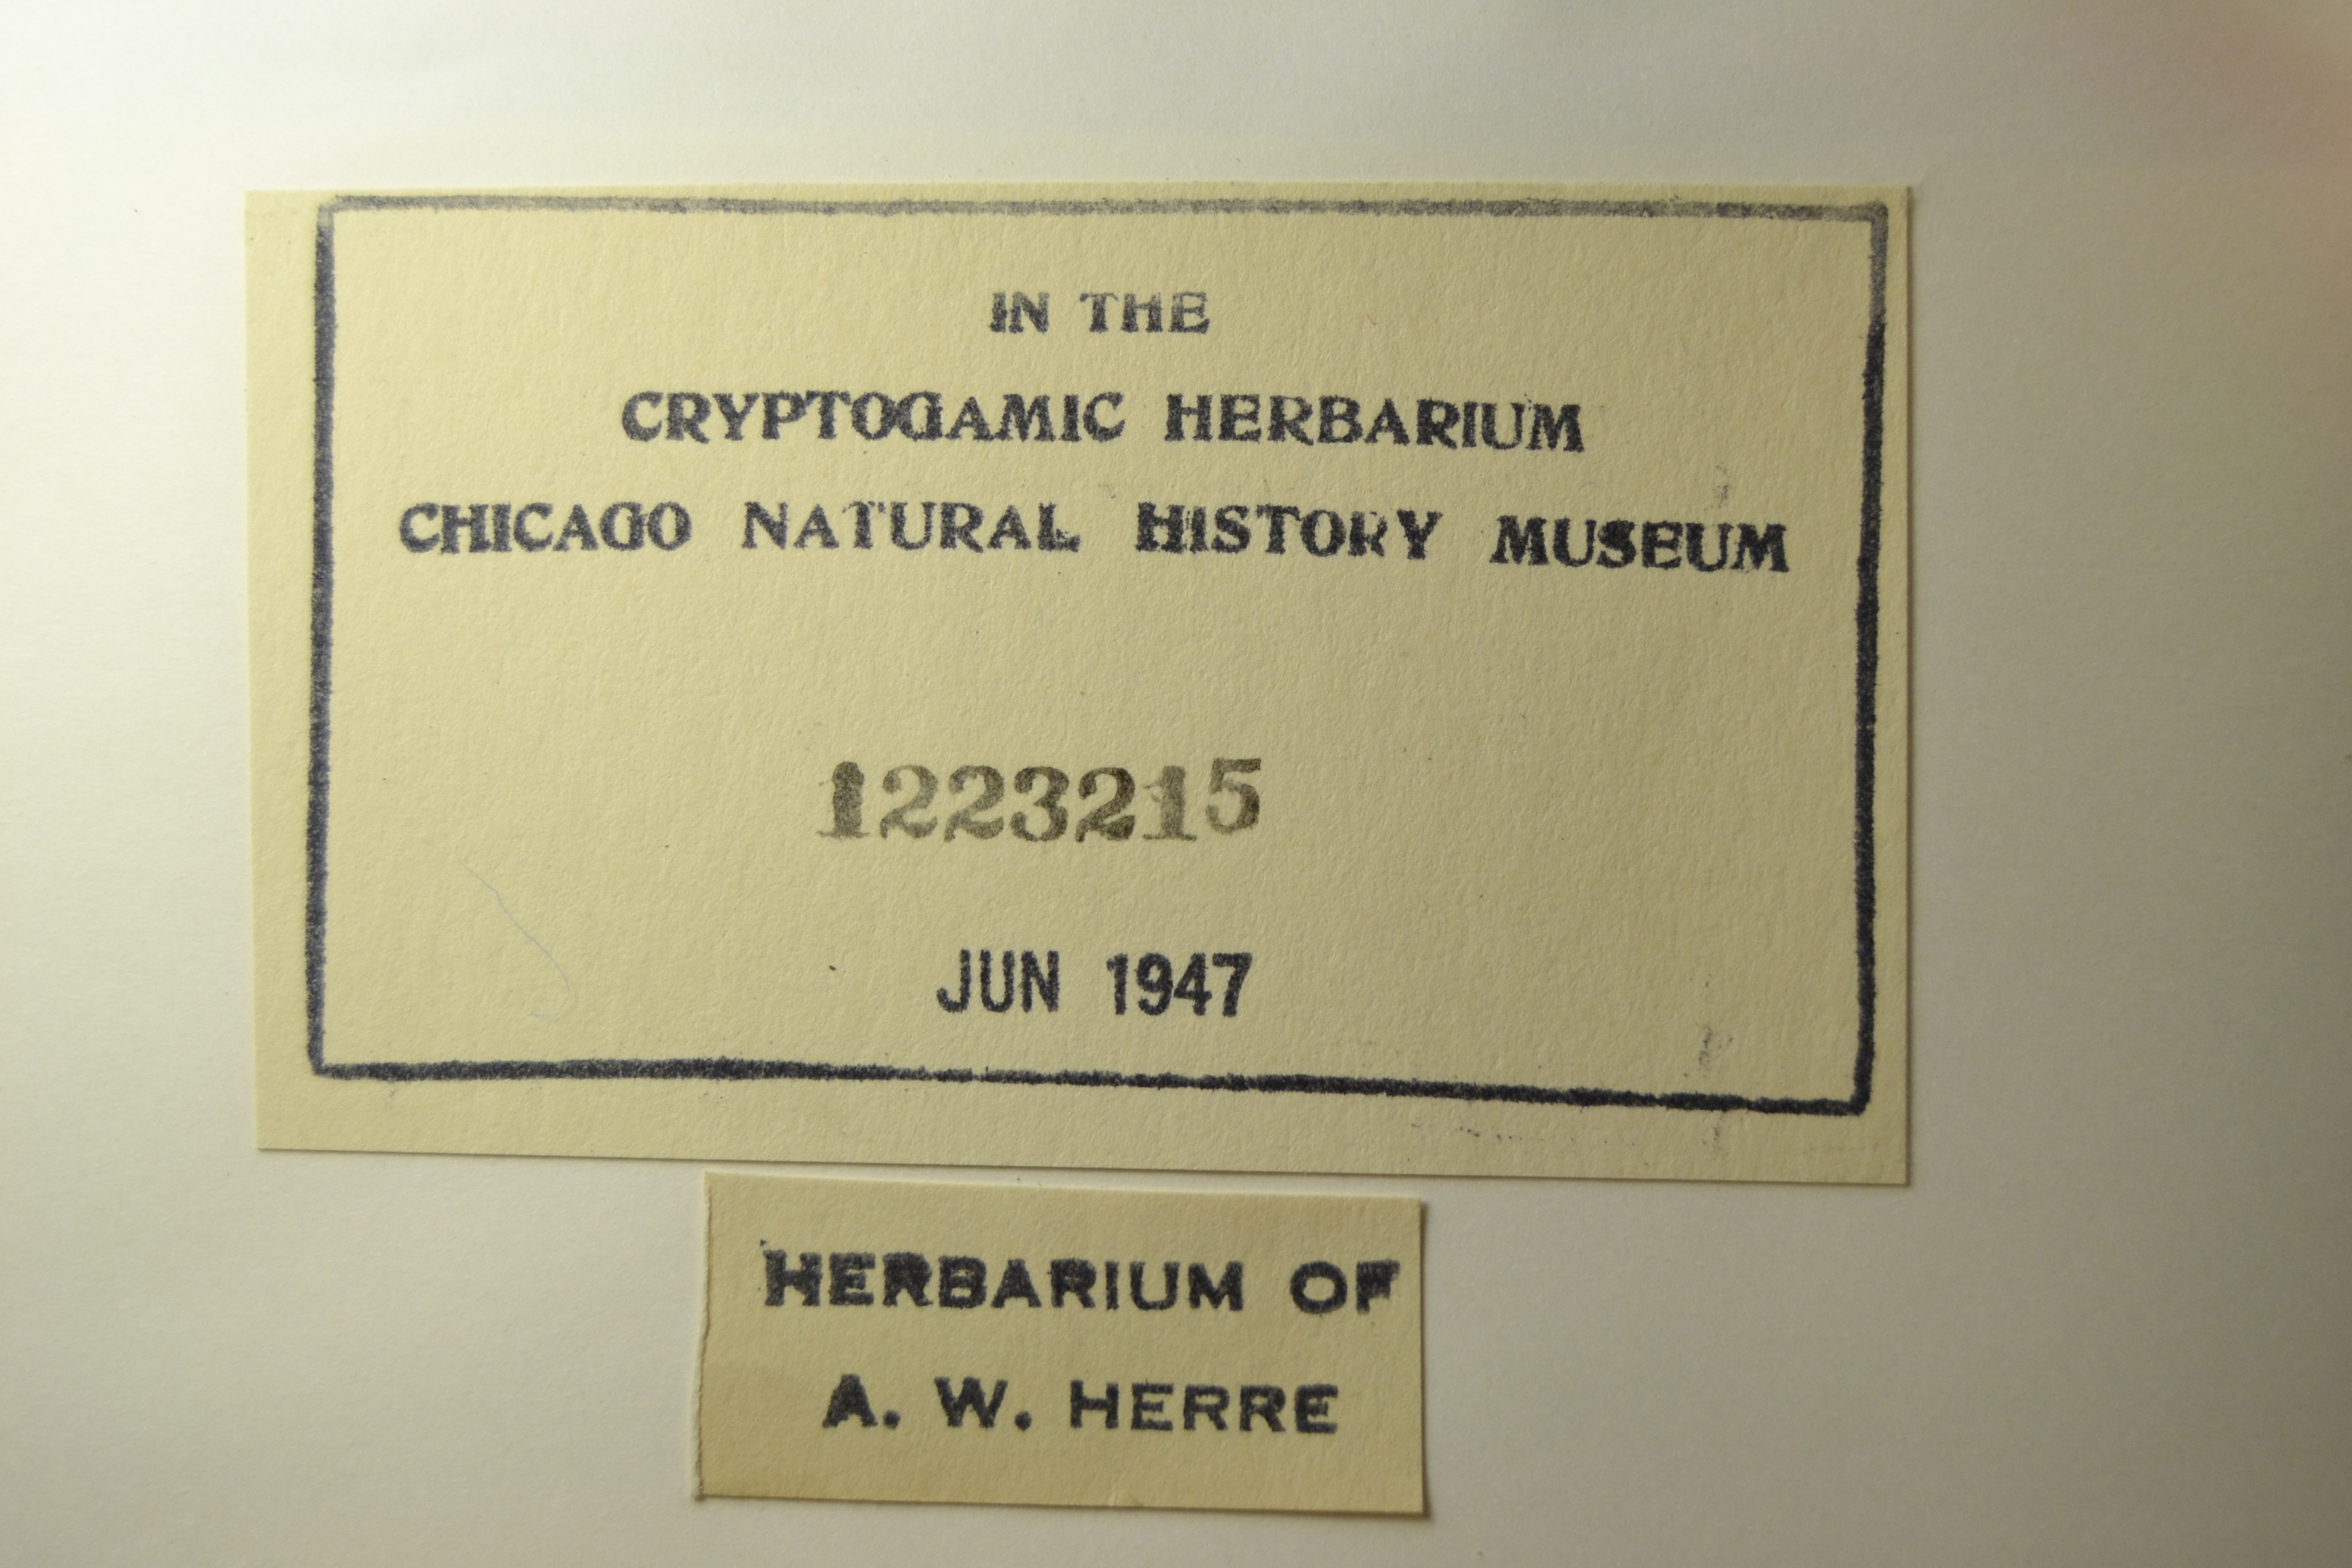 IN THE
CRYPTOGAMIC HERBARIUM
CHICAGO NATURAL HISTORY MUSEUM
1223215
JUN 1947
HERBARIUM OF
A. W. HERRE